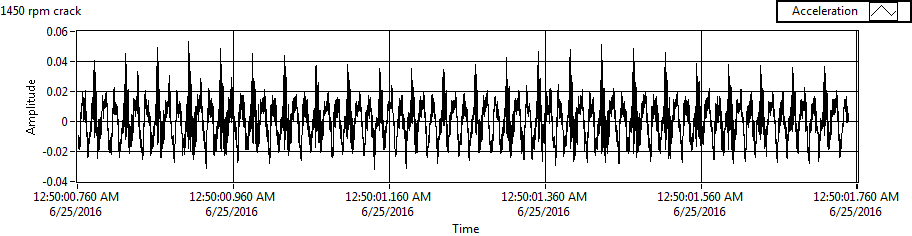 1450 rpm crack
Acceleration
0.06
0.04
0.02
0
-0.02
-0.04
Amplitude
12:50:00.760 AM
6/25/2016
12:50:00.960 AM
6/25/2016
12:50:01.160 AM
6/25/2016
12:50:01.360 AM
6/25/2016
12:50:01.560 AM
6/25/2016
12:50:01.760 AM
6/25/2016
Time